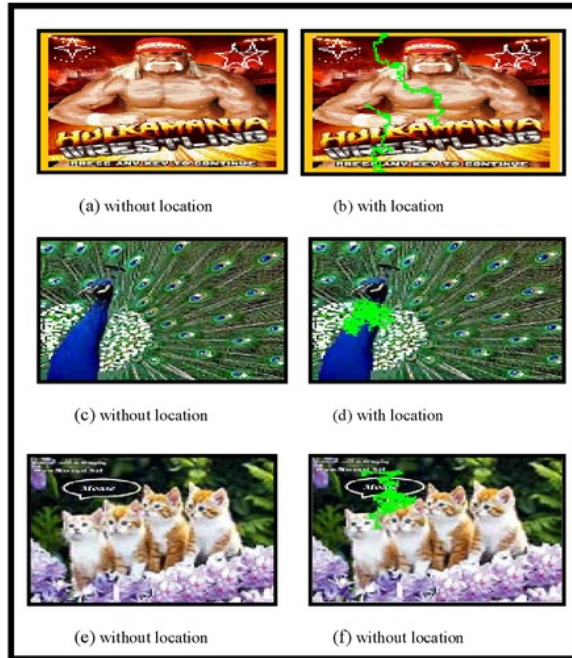 HULKAMANIA
HULKAMANIA
WRESTLING
WRESTLING
PRESS ANY KEY TO CONTINUE
PRESS ANY KEY TO CONTINUE
(a) without location
(b) with location
(c) without location
(d) with location
Mouse
(e) without location
(f) without location